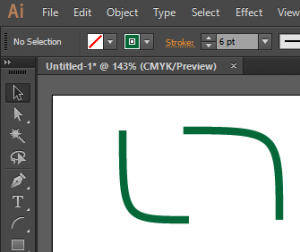 Ai File Edit Object Type Select Effect View
No Selection Stroke: 6 pt
Untitled-1* @ 143% (CMYK/Preview) ×
T